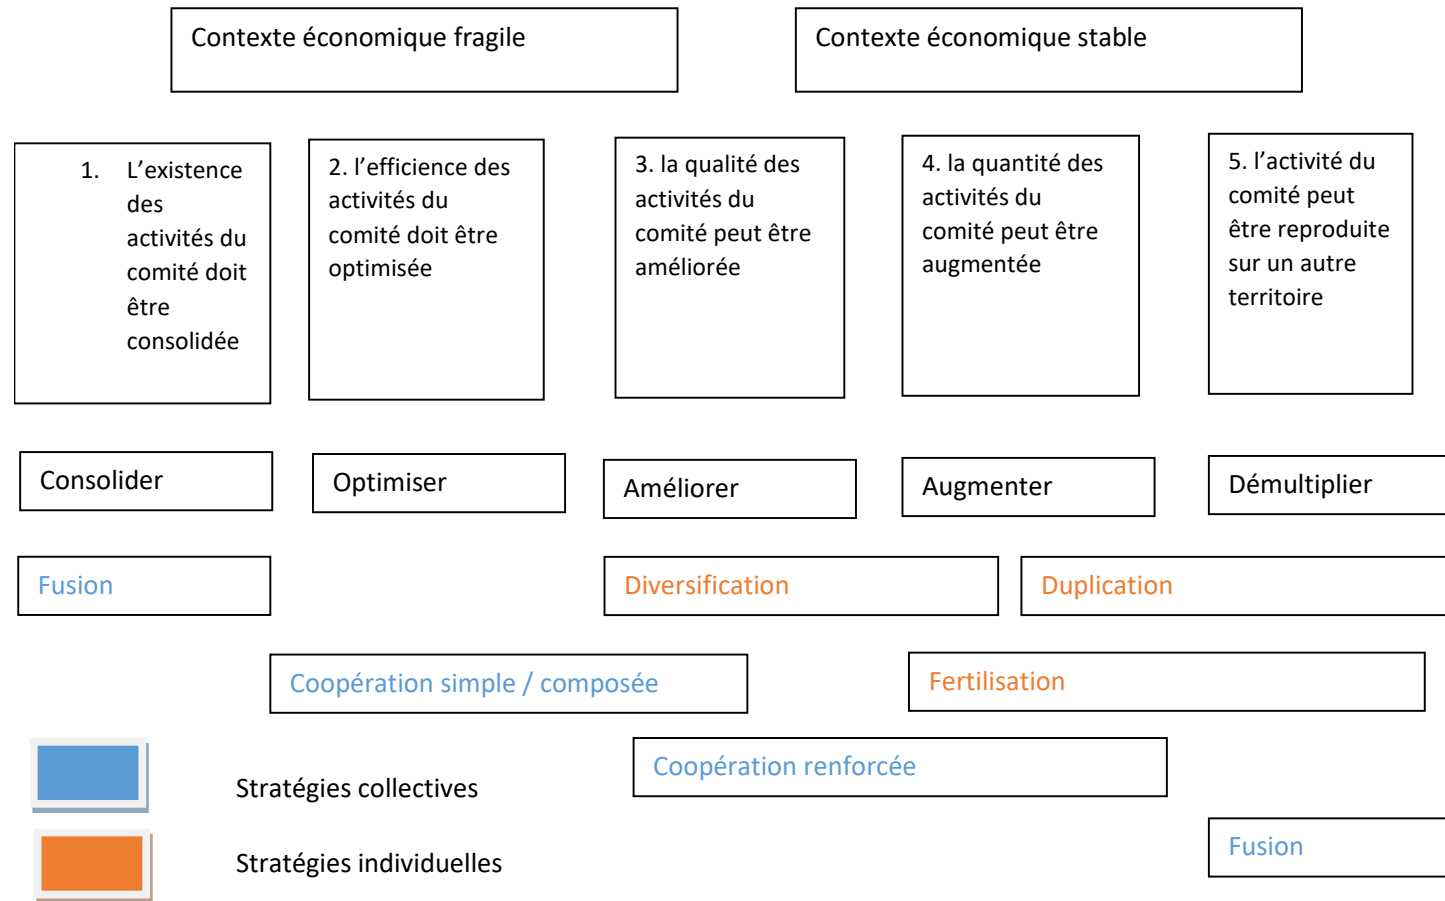 Contexte économique fragile
Contexte économique stable
1. L’existence
des
activités du
comité doit
être
consolidée
2. l’efficience des
activités du
comité doit être
optimisée
3. la qualité des
activités du
comité peut être
améliorée
4. la quantité des
activités du
comité peut être
augmentée
5. l’activité du
comité peut
être reproduite
sur un autre
territoire
Consolider
Optimiser
Améliorer
Augmenter
Démultiplier
Fusion
Diversification
Duplication
Coopération simple / composée
Fertilisation
Coopération renforcée
Stratégies collectives
Fusion
Stratégies individuelles